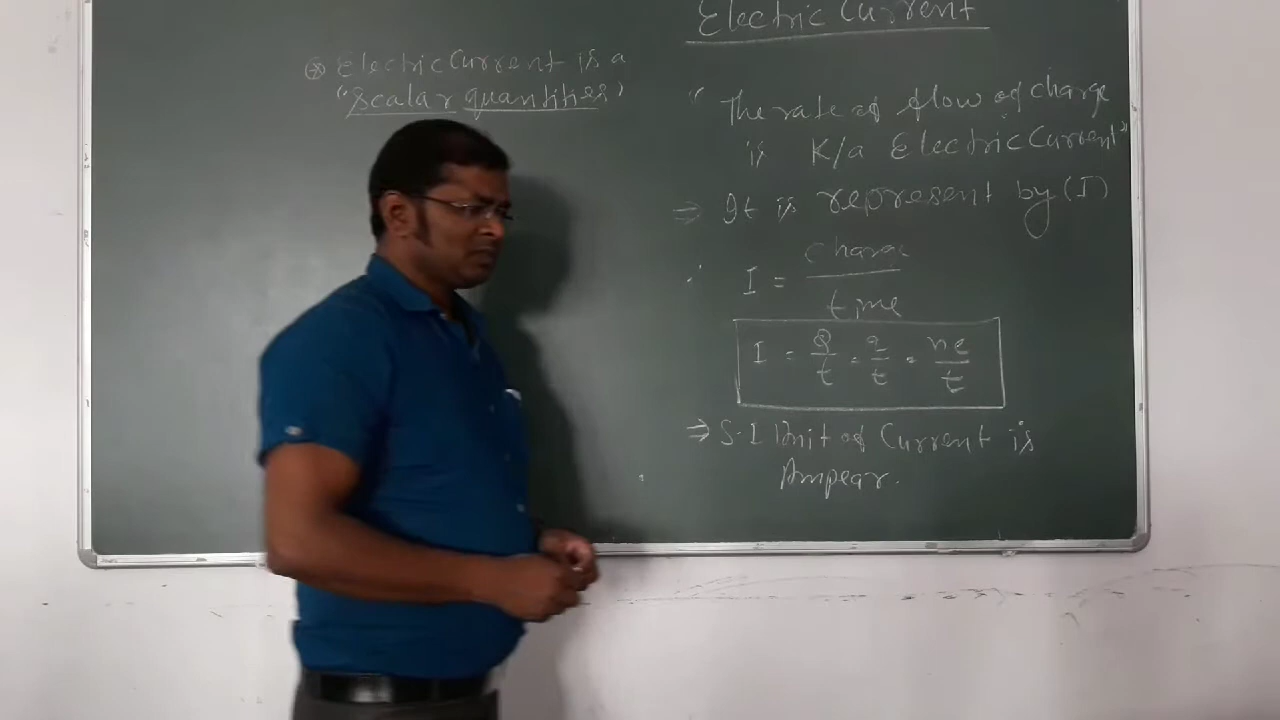 Electric Current
⊛ Electric Current is a
"Scalar quantities"
"The rate of flow of charge
is K/a Electric Current"
⇒ It is represent by (I)
∴ I = charge / time
I = Q/t = q/t = ne/t
⇒ S.I Unit of Current is
Ampear.